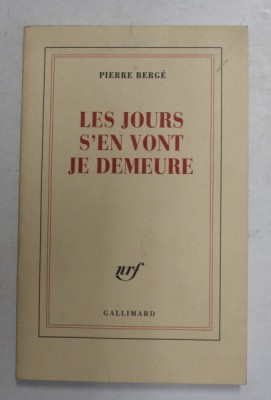 PIERRE BERGÉ
LES JOURS
S'EN VONT
JE DEMEURE
nrf
GALLIMARD